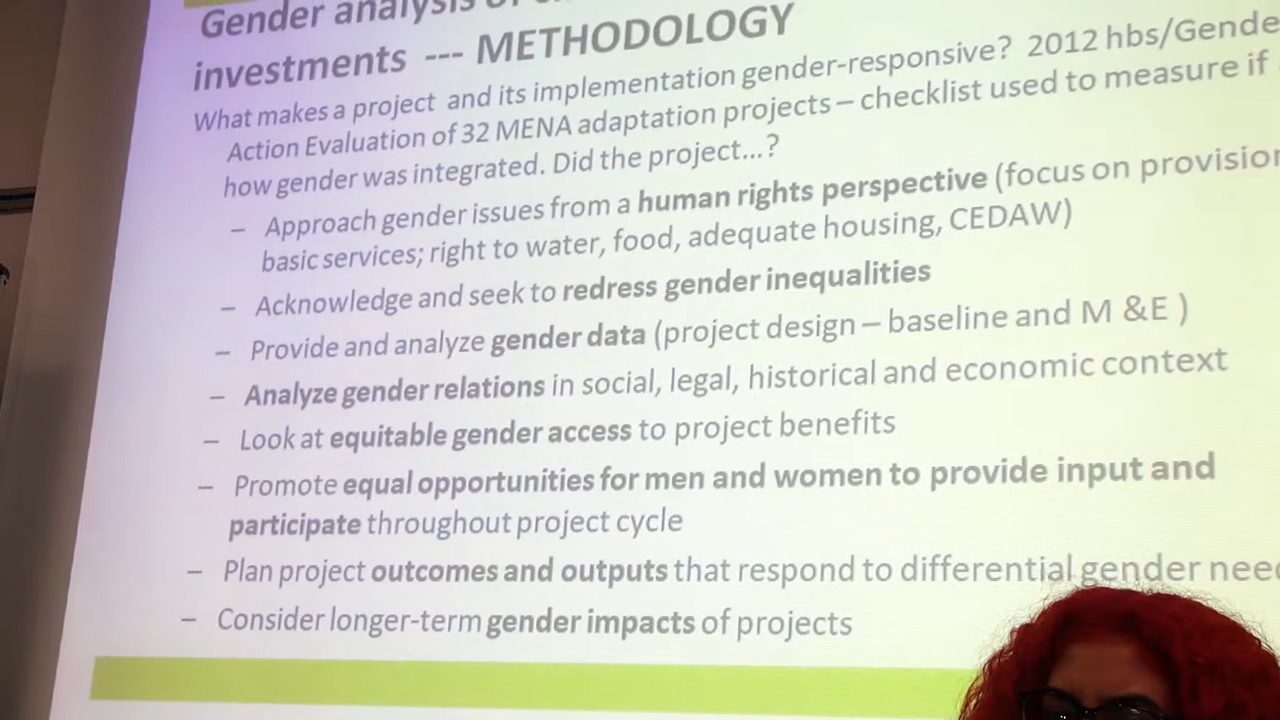 Gender analysis of
investments --- METHODOLOGY
What makes a project and its implementation gender-responsive? 2012 hbs/Gende
Action Evaluation of 32 MENA adaptation projects – checklist used to measure if
how gender was integrated. Did the project...?
– Approach gender issues from a human rights perspective (focus on provision
basic services; right to water, food, adequate housing, CEDAW)
– Acknowledge and seek to redress gender inequalities
– Provide and analyze gender data (project design – baseline and M &E )
– Analyze gender relations in social, legal, historical and economic context
– Look at equitable gender access to project benefits
– Promote equal opportunities for men and women to provide input and
participate throughout project cycle
– Plan project outcomes and outputs that respond to differential gender need
– Consider longer-term gender impacts of projects